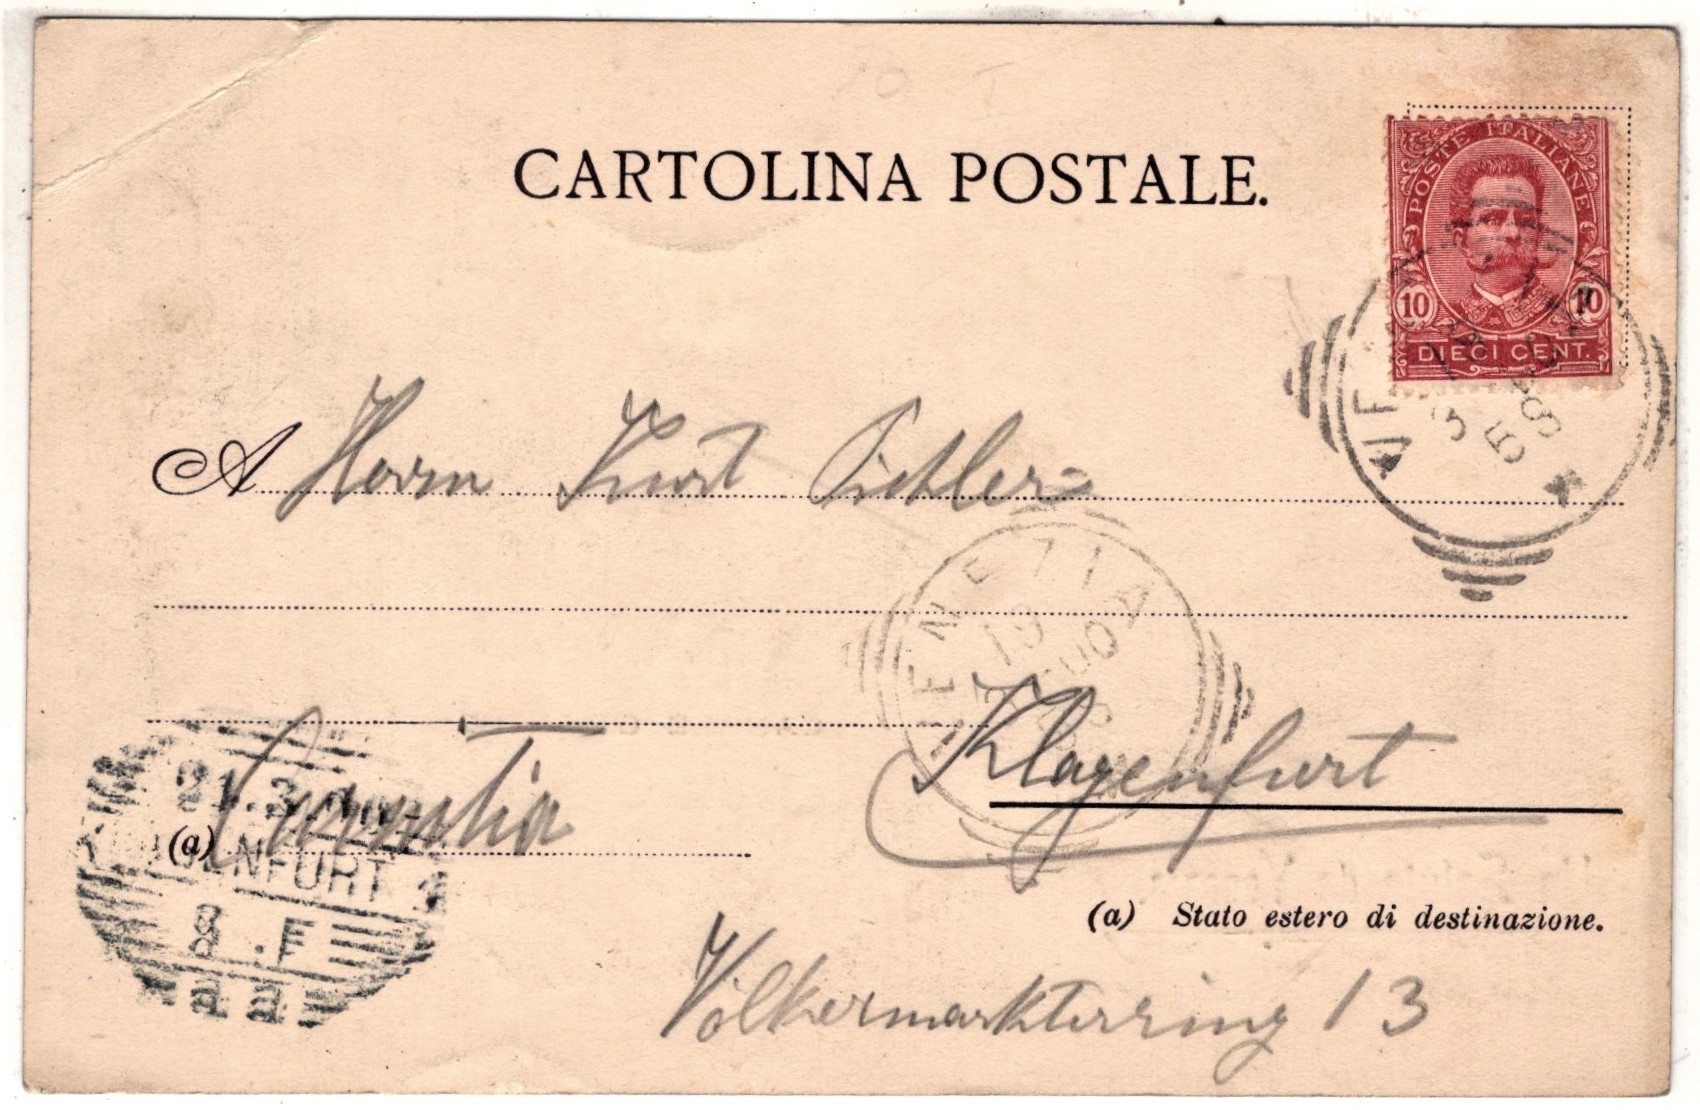 CARTOLINA POSTALE.
POSTE ITALIANE
10 10
DIECI CENT.
A Herrn Kurt Pichler
VENEZIA
19
Klagenfurt
(a)
21.3.
KLAGENFURT 1
8 .F
a a
(a) Stato estero di destinazione.
Völkermarkterring 13